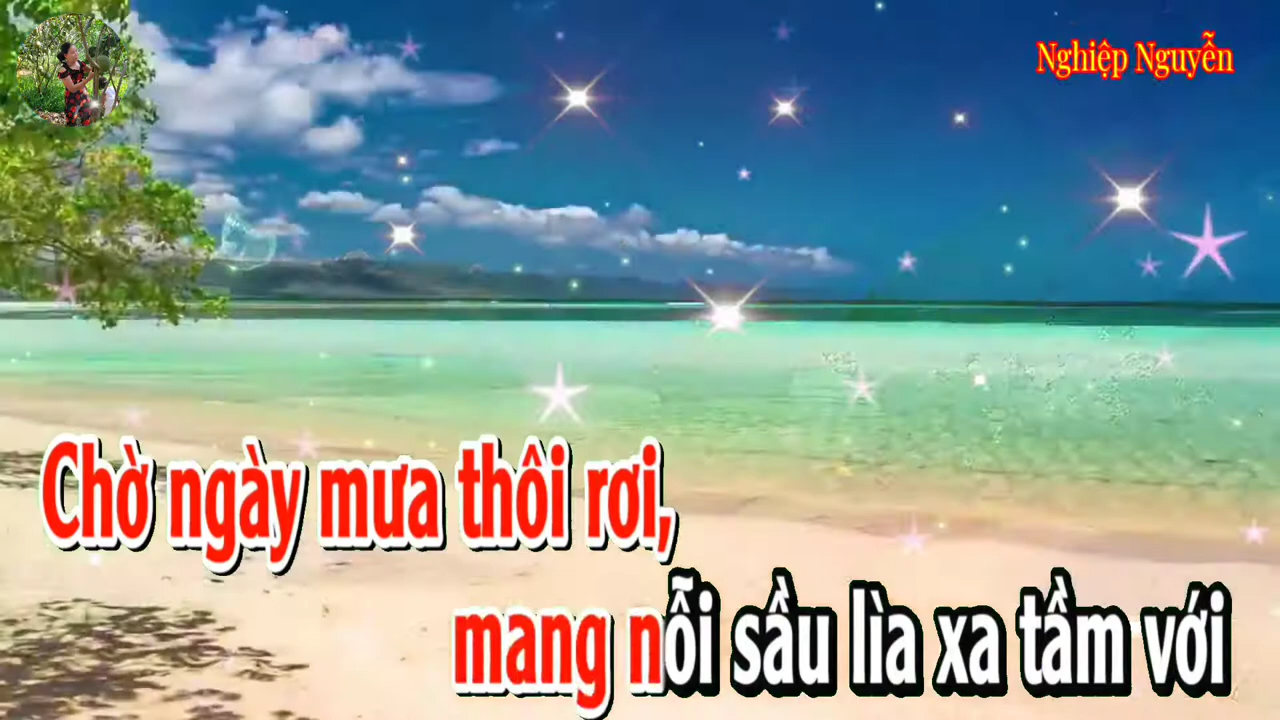 Nghiệp Nguyễn
Chờ ngày mưa thôi rơi,
mang nỗi sầu lìa xa tầm với